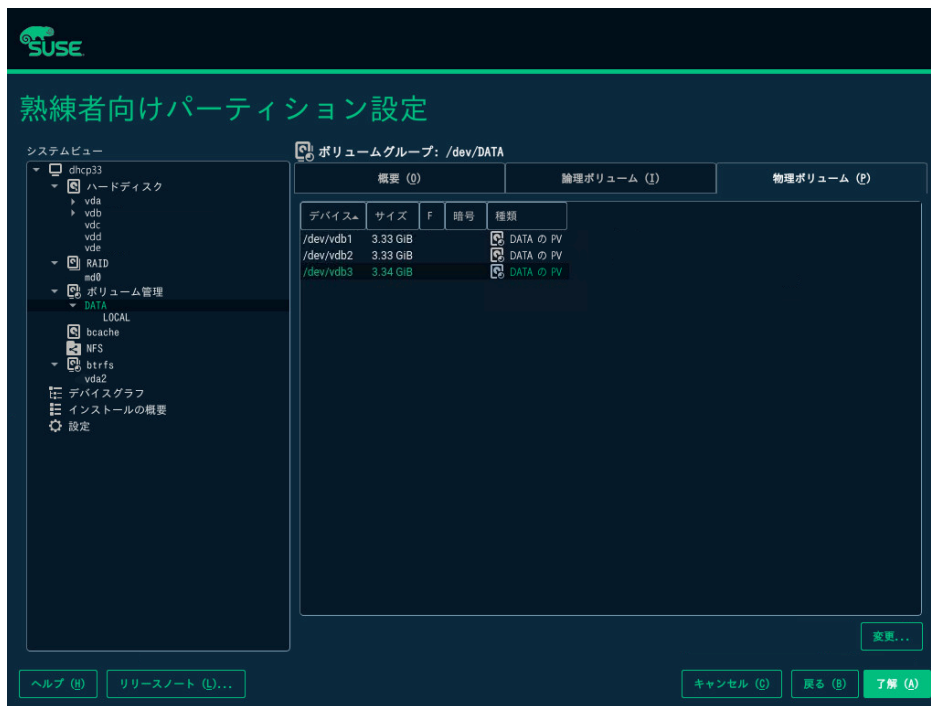 SUSE
熟練者向けパーティション設定
システムビュー
dhcp33
ハードディスク
vda
vdb
vdc
vdd
vde
RAID
md0
ボリューム管理
DATA
LOCAL
bcache
NFS
btrfs
vda2
デバイスグラフ
インストールの概要
設定
ボリュームグループ: /dev/DATA
概要 (O) 論理ボリューム (I) 物理ボリューム (P)
デバイス サイズ F 暗号 種類
/dev/vdb1 3.33 GiB DATA の PV
/dev/vdb2 3.33 GiB DATA の PV
/dev/vdb3 3.34 GiB DATA の PV
変更...
ヘルプ (H) リリースノート (L)... キャンセル (C) 戻る (B) 了解 (A)